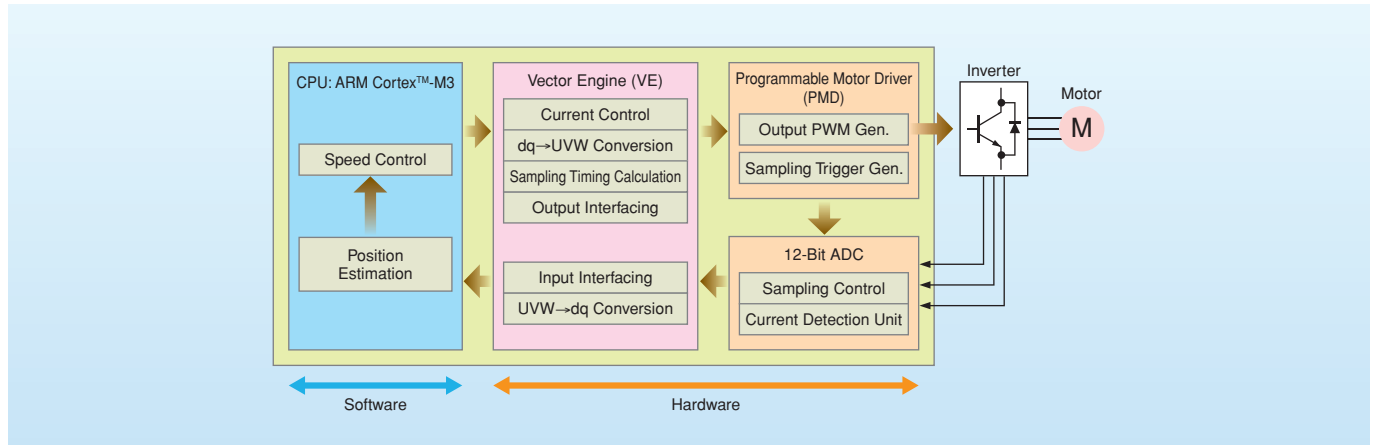 CPU: ARM Cortex™-M3
Speed Control
Position
Estimation
Vector Engine (VE)
Current Control
dq→UVW Conversion
Sampling Timing Calculation
Output Interfacing
Input Interfacing
UVW→dq Conversion
Programmable Motor Driver
(PMD)
Output PWM Gen.
Sampling Trigger Gen.
12-Bit ADC
Sampling Control
Current Detection Unit
Inverter
Motor
M
Software
Hardware